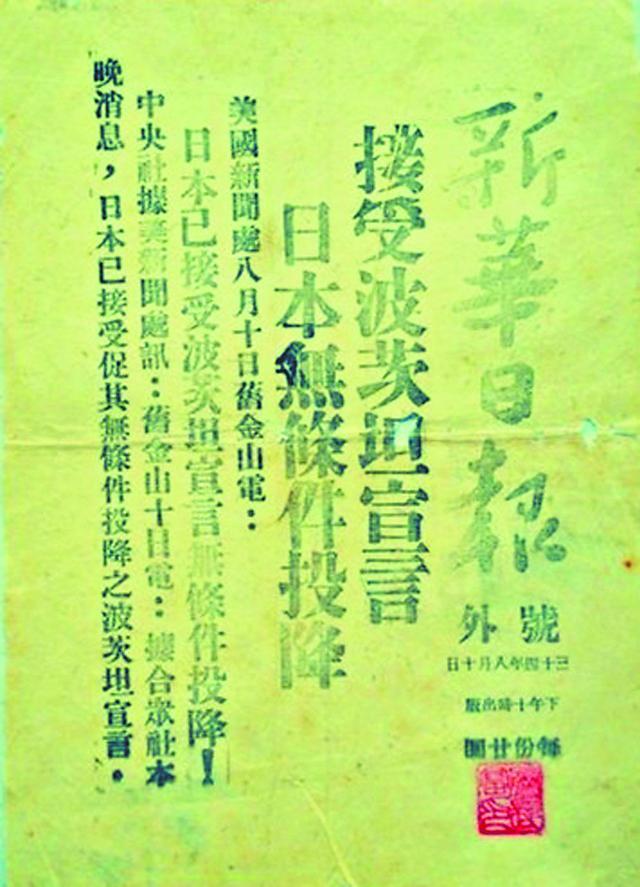 新華日報
號外
三十四年八月十日
下午十時出版
每份廿圓
接受波茨坦宣言
日本無條件投降
美國新聞處八月十日舊金山電：
日本已接受波茨坦宣言無條件投降！
中央社據美新聞處訊：舊金山十日電：據合衆社本
晚消息，日本已接受促其無條件投降之波茨坦宣言．